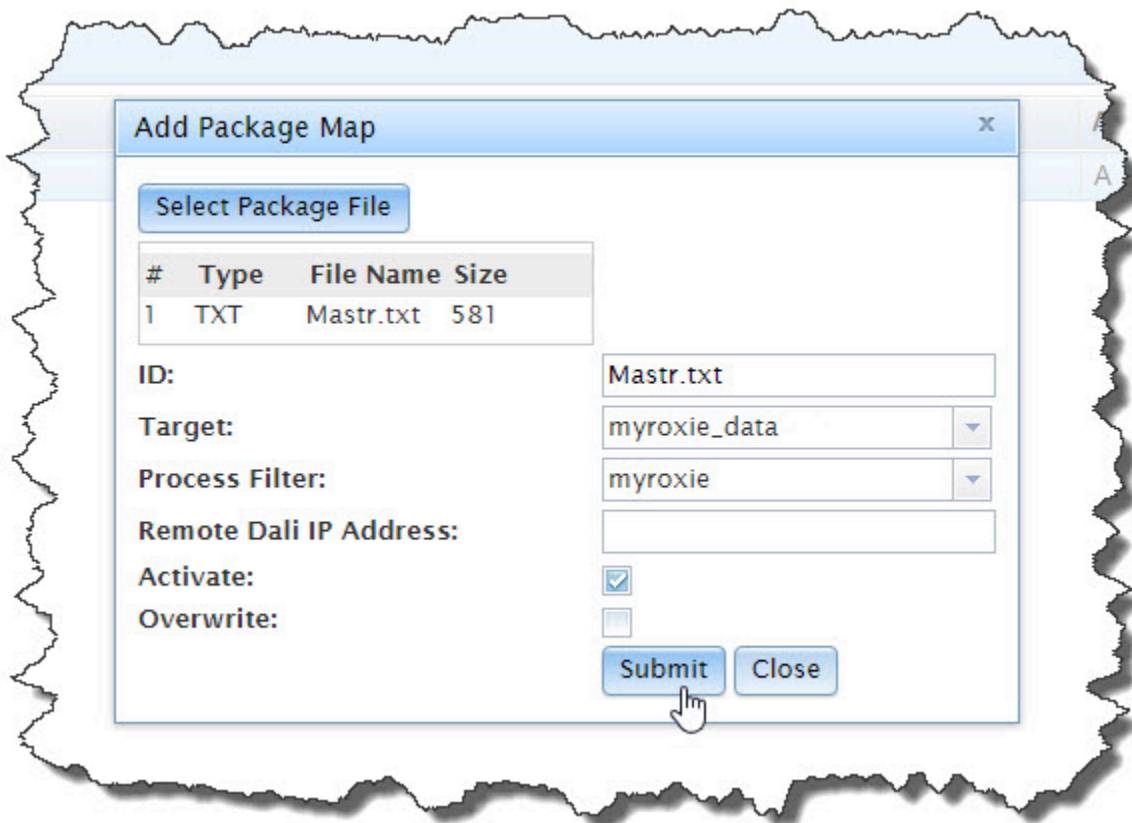 Add Package Map x
A
A
Select Package File
# Type File Name Size
1 TXT Mastr.txt 581
ID: Mastr.txt
Target: myroxie_data
Process Filter: myroxie
Remote Dali IP Address:
Activate:
Overwrite:
Submit Close